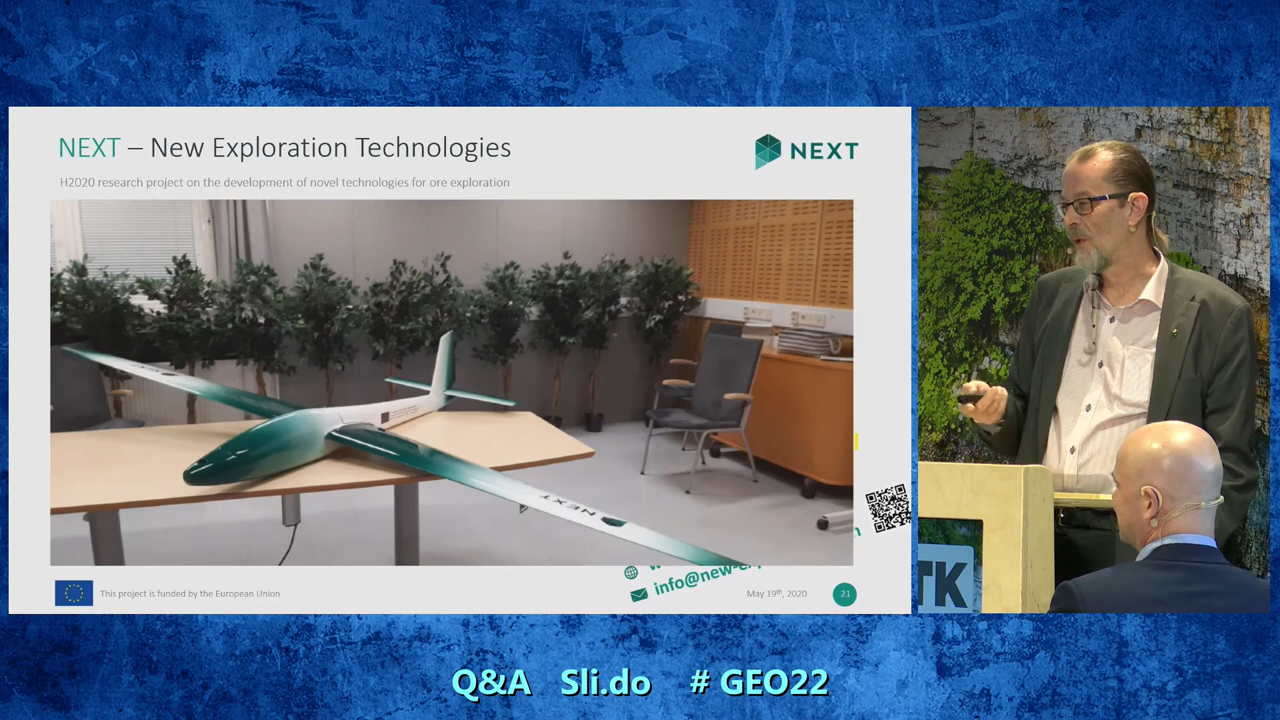 NEXT – New Exploration Technologies
H2020 research project on the development of novel technologies for ore exploration
NEXT
NEXT
info@new-
This project is funded by the European Union
May 19th, 2020
21
TK
Q&A Sli.do # GEO22